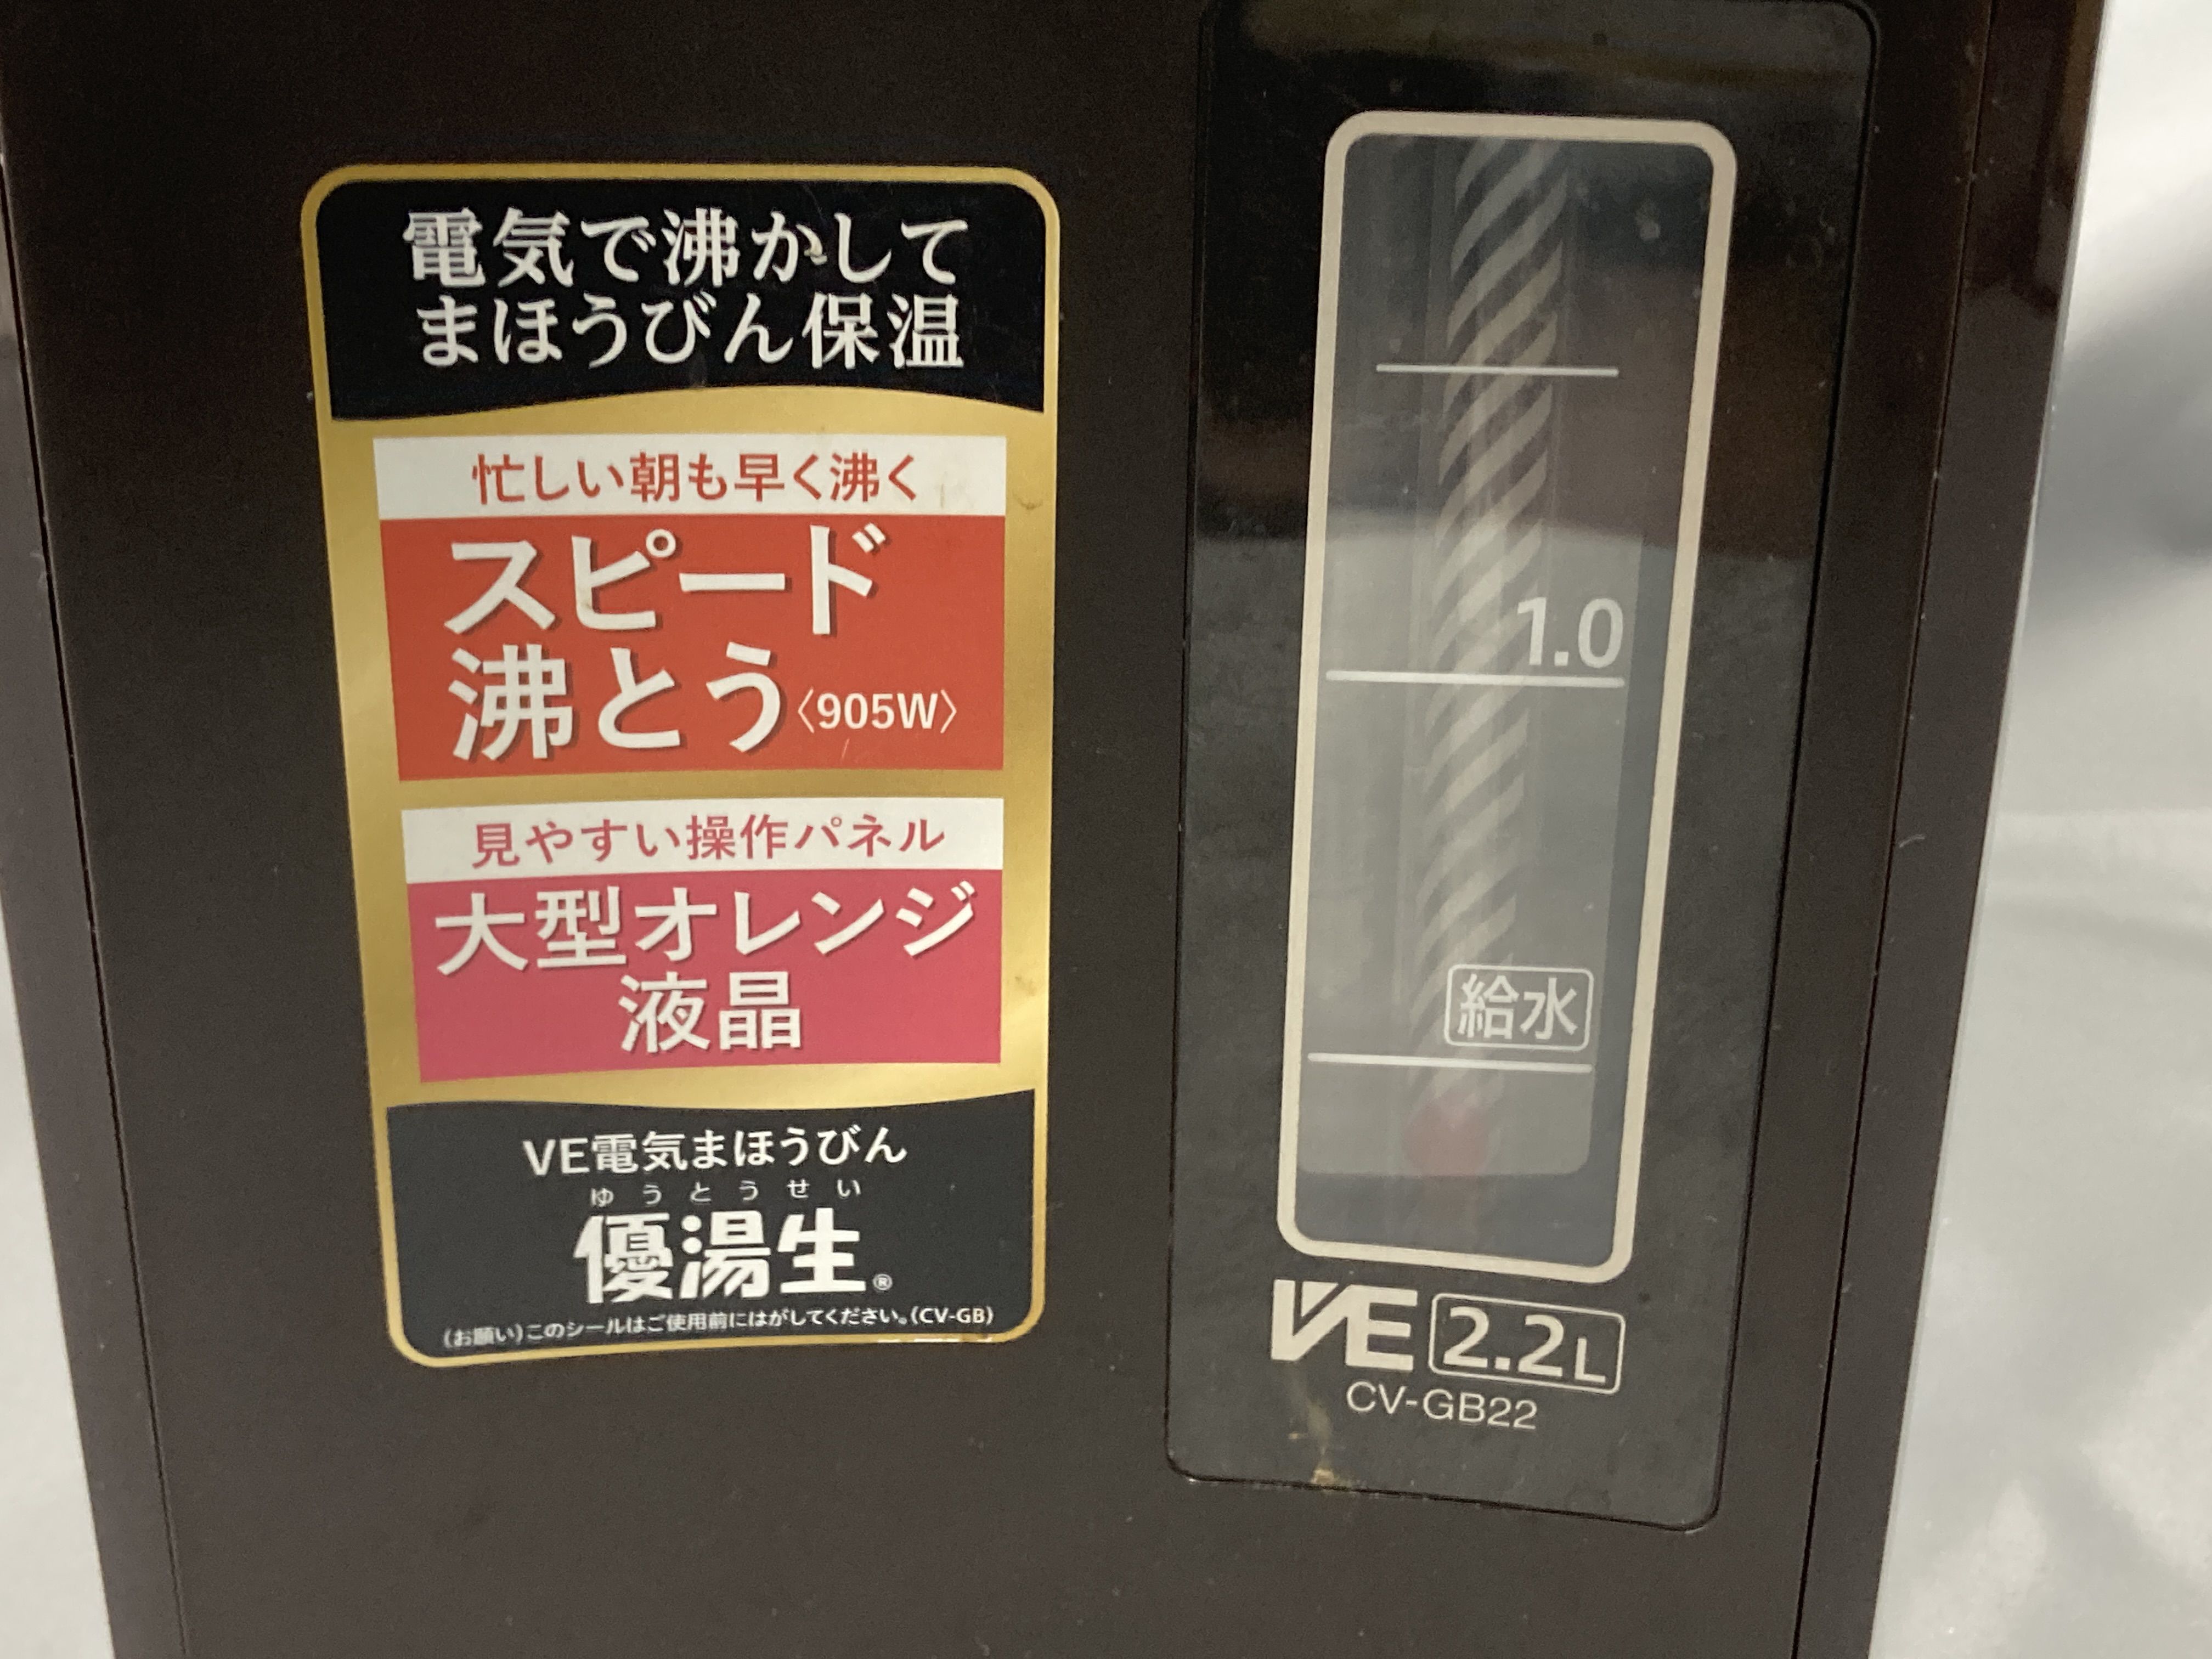 電気で沸かして
まほうびん保温
忙しい朝も早く沸く
スピード
沸とう〈905W〉
見やすい操作パネル
大型オレンジ
液晶
VE電気まほうびん
ゆうとうせい
優湯生®
(お願い)このシールはご使用前にはがしてください。(CV-GB)
1.0
給水
VE 2.2L
CV-GB22